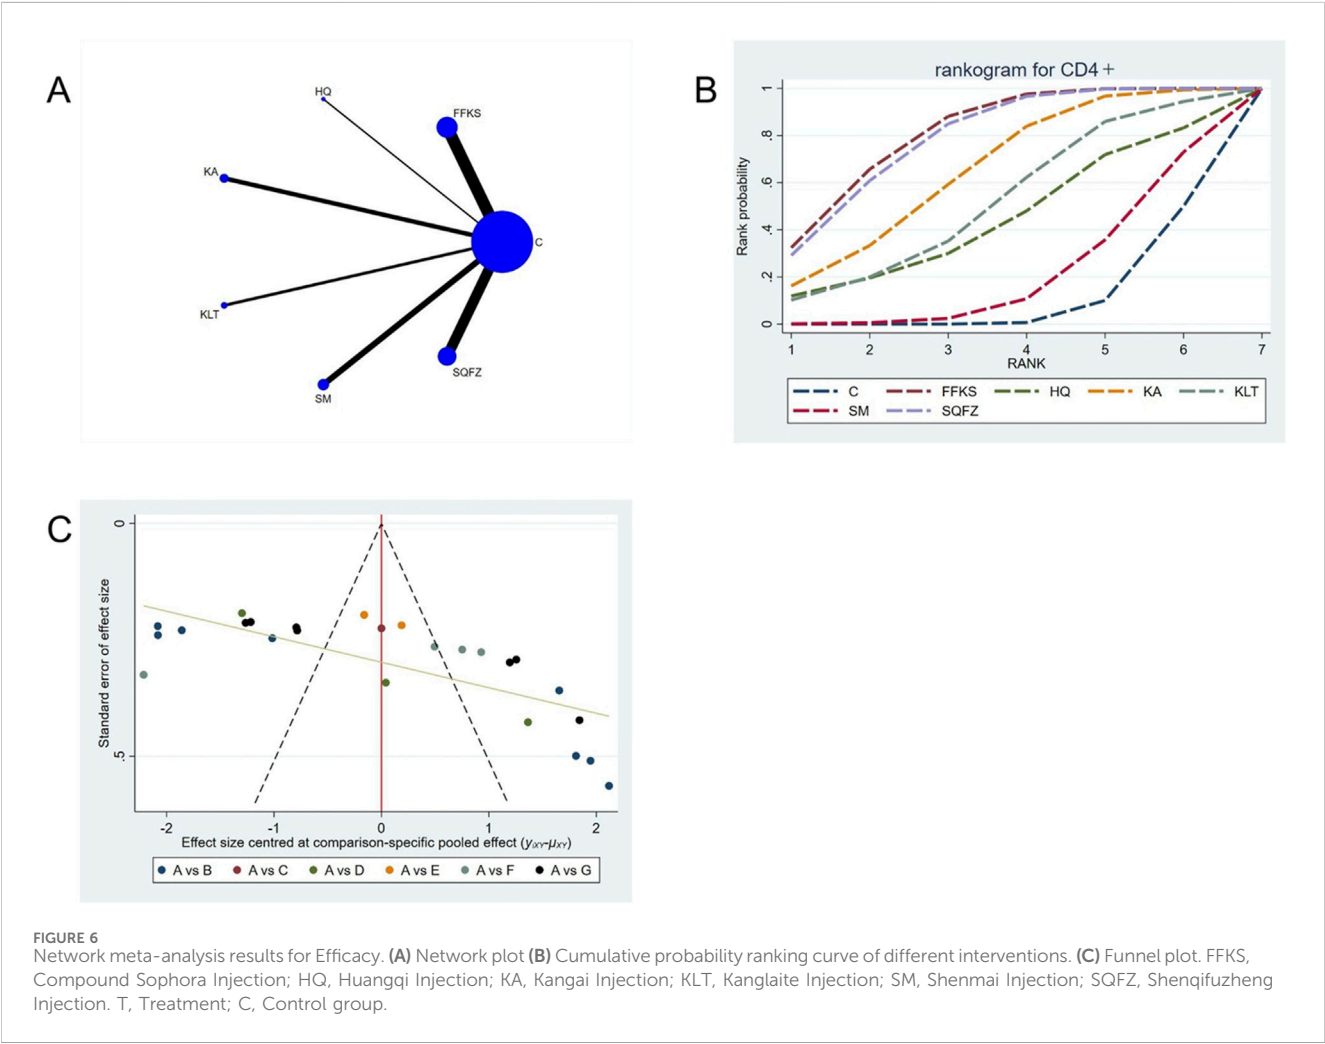 A
HQ
FFKS
KA
C
KLT
SQFZ
SM
B
rankogram for CD4 +
Rank probability
1
.8
.6
.4
.2
0
1 2 3 4 5 6 7
RANK
C FFKS HQ KA KLT
SM SQFZ
C
Standard error of effect size
0
.5
-2 -1 0 1 2
Effect size centred at comparison-specific pooled effect (yiXY-μXY)
A vs B A vs C A vs D A vs E A vs F A vs G
FIGURE 6
Network meta-analysis results for Efficacy. (A) Network plot (B) Cumulative probability ranking curve of different interventions. (C) Funnel plot. FFKS,
Compound Sophora Injection; HQ, Huangqi Injection; KA, Kangai Injection; KLT, Kanglaite Injection; SM, Shenmai Injection; SQFZ, Shenqifuzheng
Injection. T, Treatment; C, Control group.